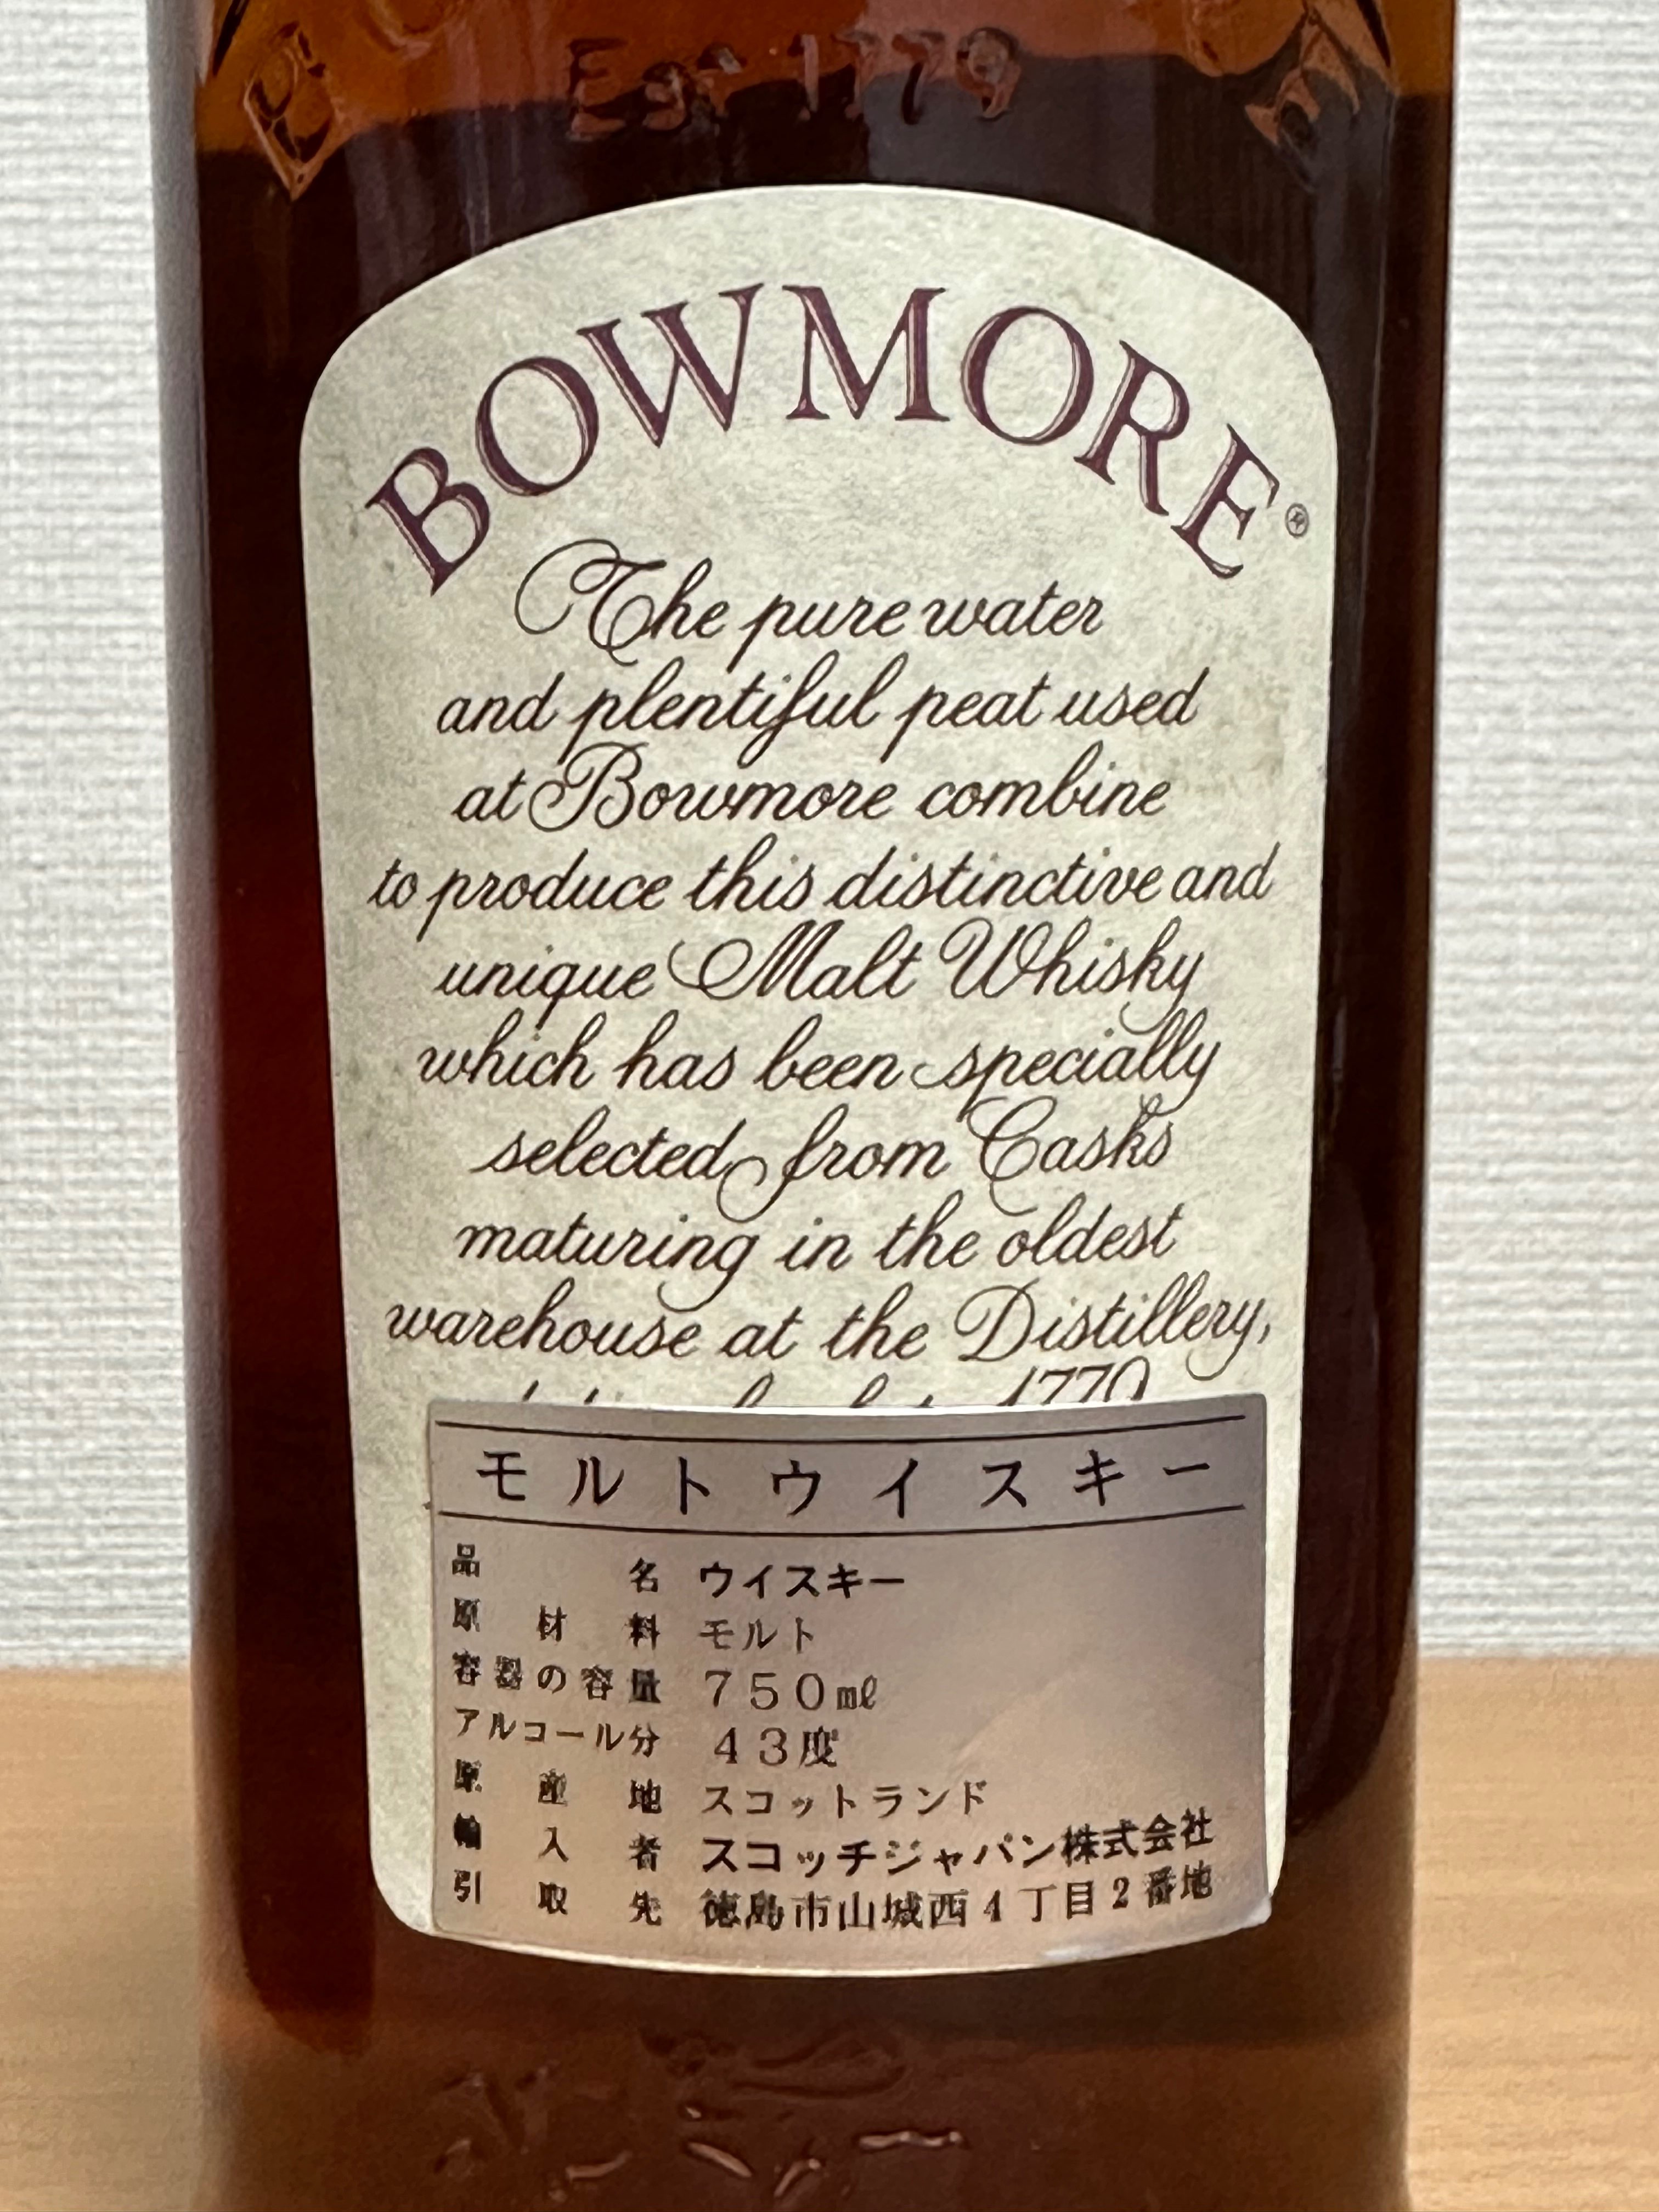 Est 1779
BOWMORE®
The pure water
and plentiful peat used
at Bowmore combine
to produce this distinctive and
unique Malt Whisky
which has been specially
selected from Casks
maturing in the oldest
warehouse at the Distillery,
モルトウイスキー
品名 ウイスキー
原材料 モルト
容器の容量 750ml
アルコール分 43度
原産地 スコットランド
輸入者 スコッチジャパン株式会社
引取先 徳島市山城西4丁目2番地